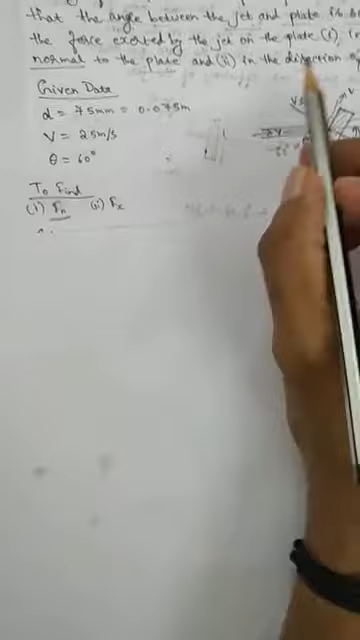 that the angle between the jet and plate is
the force exerted by the jet on the plate (i) in
normal to the plate and (ii) in the direction
Given Data
d = 75mm = 0.075m
V = 25m/s
θ = 60°
To Find
(i) Fn (ii) Fx